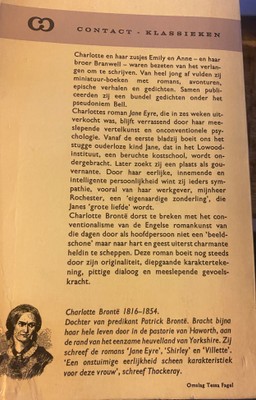 CONTACT - KLASSIEKEN
Charlotte en haar zusjes Emily en Anne – en haar
broer Branwell – waren bezeten van het verlan-
gen om te schrijven. Van heel jong af vulden zij
miniatuur-boekjes met romans, avonturen,
epische verhalen en gedichten. Samen publi-
ceerden zij een bundel gedichten onder het
pseudoniem Bell.
Charlottes roman Jane Eyre, die in zes weken uit-
verkocht was, blijft verrassend door haar mee-
slepende vertelkunst en onconventionele psy-
chologie. Vanaf de eerste bladzij boeit ons het
stugge ouderloze kind Jane, dat in het Lowood-
instituut, een beruchte kostschool, wordt on-
dergebracht. Later zoekt zij een plaats als gou-
vernante. Door haar eerlijke, innemende en
intelligente persoonlijkheid wint zij ieders sym-
pathie, vooral van haar werkgever, mijnheer
Rochester, een 'eigenaardige zonderling', die
Janes 'grote liefde' wordt.
Charlotte Brontë dorst te breken met het con-
ventionalisme van de Engelse romankunst van
die dagen door als hoofdpersoon niet een 'beeld-
schone' maar naar hart en geest uiterst charmante
heldin te scheppen. Deze roman boeit nog steeds
door zijn originaliteit, diepgaande karakterteke-
ning, pittige dialoog en meeslepende gevoels-
kracht.
Charlotte Brontë 1816–1854.
Dochter van predikant Patrick Brontë. Bracht bijna
haar hele leven door in de pastorie van Haworth, aan
de rand van het eenzame heuvelland van Yorkshire. Zij
schreef de romans 'Jane Eyre', 'Shirley' en 'Villette'.
'Een onstuimige eerlijkheid scheen karakteristiek
voor deze vrouw', schreef Thackeray.
Omslag Tessa Fagel